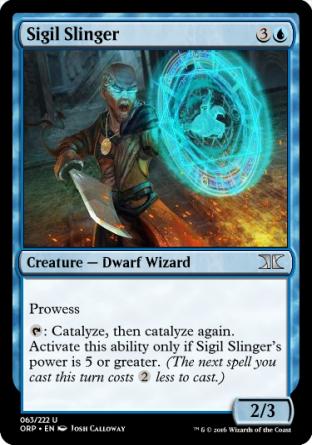 Sigil Slinger 3
Creature — Dwarf Wizard
Prowess
: Catalyze, then catalyze again.
Activate this ability only if Sigil Slinger's
power is 5 or greater. (The next spell you
cast this turn costs 2 less to cast.)
2/3
063/222 U
ORP • EN Josh Calloway
™ & © 2016 Wizards of the Coast